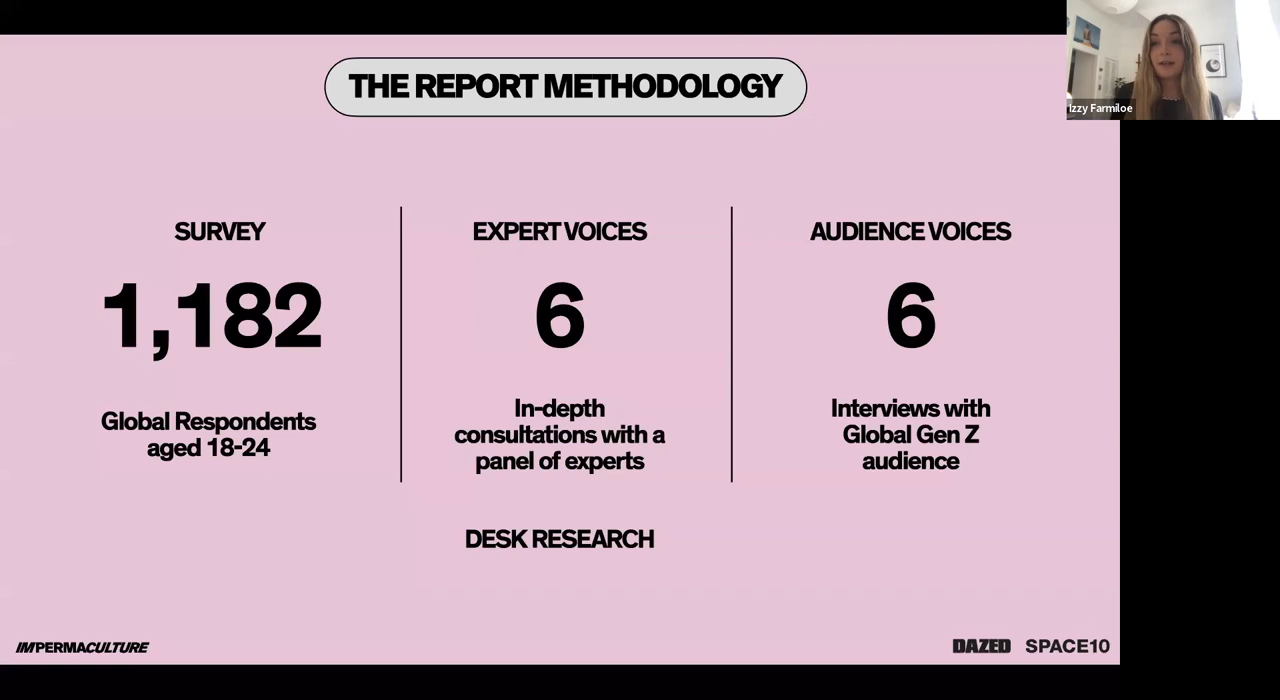 THE REPORT METHODOLOGY
Izzy Farmiloe
SURVEY
1,182
Global Respondents
aged 18-24
EXPERT VOICES
6
In-depth
consultations with a
panel of experts
AUDIENCE VOICES
6
Interviews with
Global Gen Z
audience
DESK RESEARCH
IMPERMACULTURE
DAZED
SPACE10